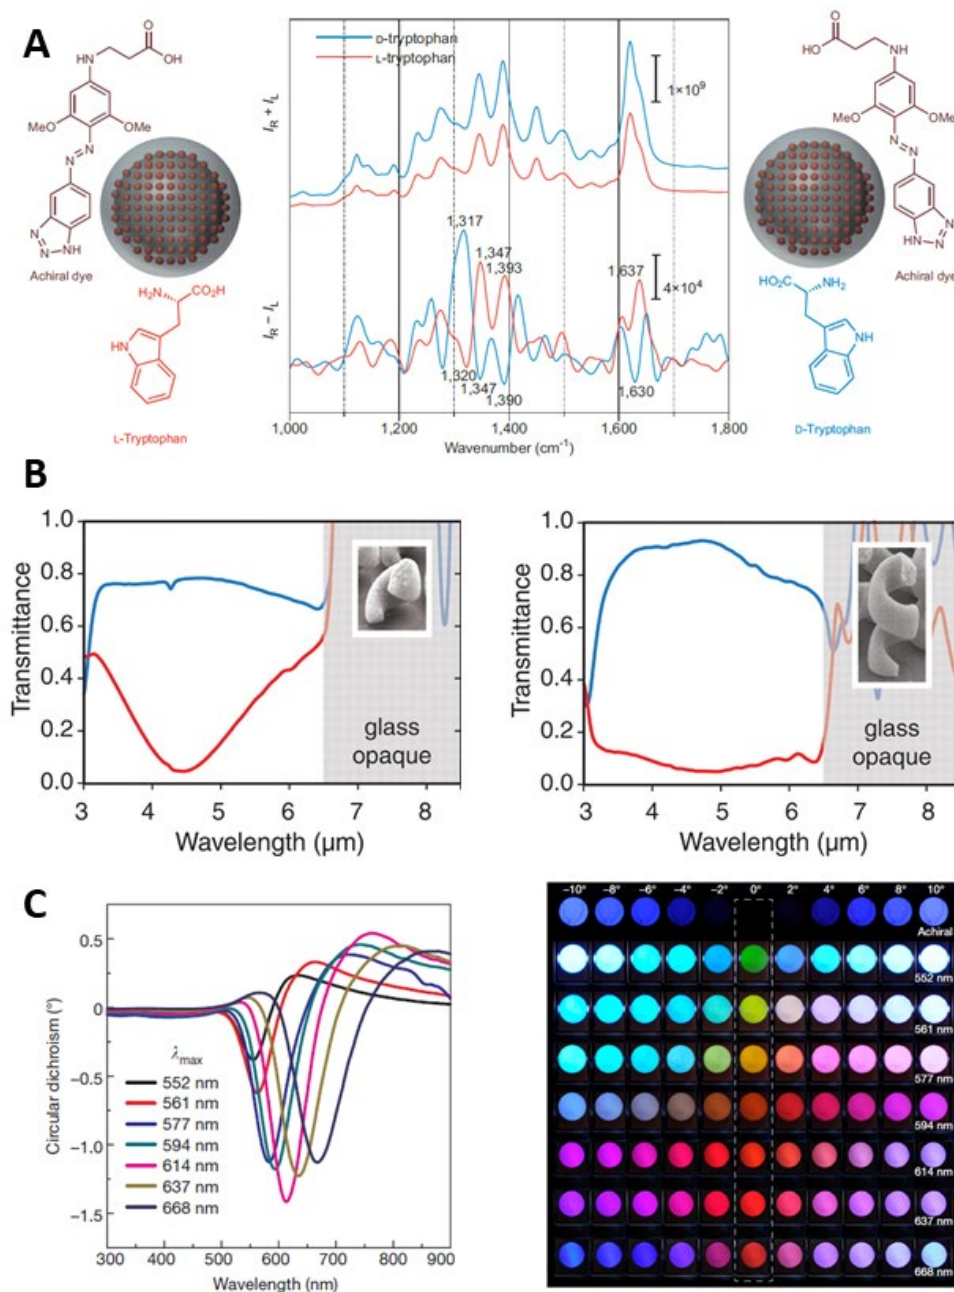 A
O
NH
OH
MeO
OMe
N
N
N
N
NH
Achiral dye
H₂N
CO₂H
HN
L-Tryptophan
D-tryptophan
L-tryptophan
I_R + I_L
1×10⁹
1,317
1,347
1,393
1,637
4×10⁴
I_R − I_L
1,320
1,347
1,390
1,630
1,000
1,200
1,400
1,600
1,800
Wavenumber (cm⁻¹)
O
HO
NH
MeO
OMe
N
N
N
N
HN
Achiral dye
HO₂C
NH₂
NH
D-Tryptophan
B
1.0
0.8
0.6
0.4
0.2
0.0
Transmittance
glass
opaque
3 4 5 6 7 8
Wavelength (µm)
1.0
0.8
0.6
0.4
0.2
0.0
Transmittance
glass
opaque
3 4 5 6 7 8
Wavelength (µm)
C
0.5
0
−0.5
−1.0
−1.5
Circular dichroism (°)
λmax
552 nm
561 nm
577 nm
594 nm
614 nm
637 nm
668 nm
300 400 500 600 700 800 900
Wavelength (nm)
−10° −8° −6° −4° −2° 0° 2° 4° 6° 8° 10°
Achiral
552 nm
561 nm
577 nm
594 nm
614 nm
637 nm
668 nm